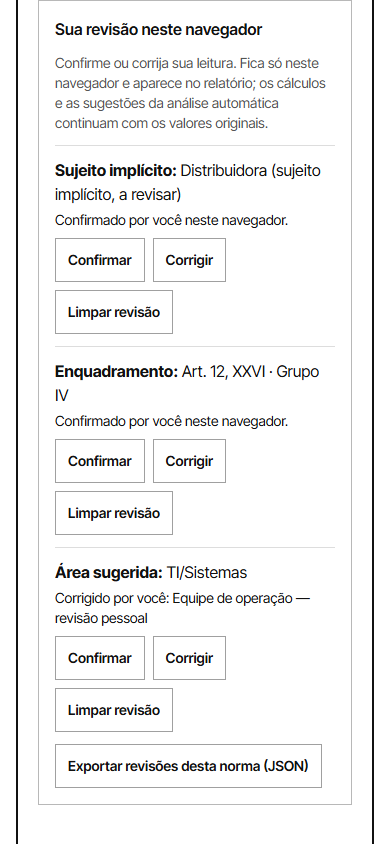 Sua revisão neste navegador
Confirme ou corrija sua leitura. Fica só neste
navegador e aparece no relatório; os cálculos
e as sugestões da análise automática
continuam com os valores originais.
Sujeito implícito: Distribuidora (sujeito
implícito, a revisar)
Confirmado por você neste navegador.
Confirmar Corrigir
Limpar revisão
Enquadramento: Art. 12, XXVI · Grupo
IV
Confirmado por você neste navegador.
Confirmar Corrigir
Limpar revisão
Área sugerida: TI/Sistemas
Corrigido por você: Equipe de operação —
revisão pessoal
Confirmar Corrigir
Limpar revisão
Exportar revisões desta norma (JSON)